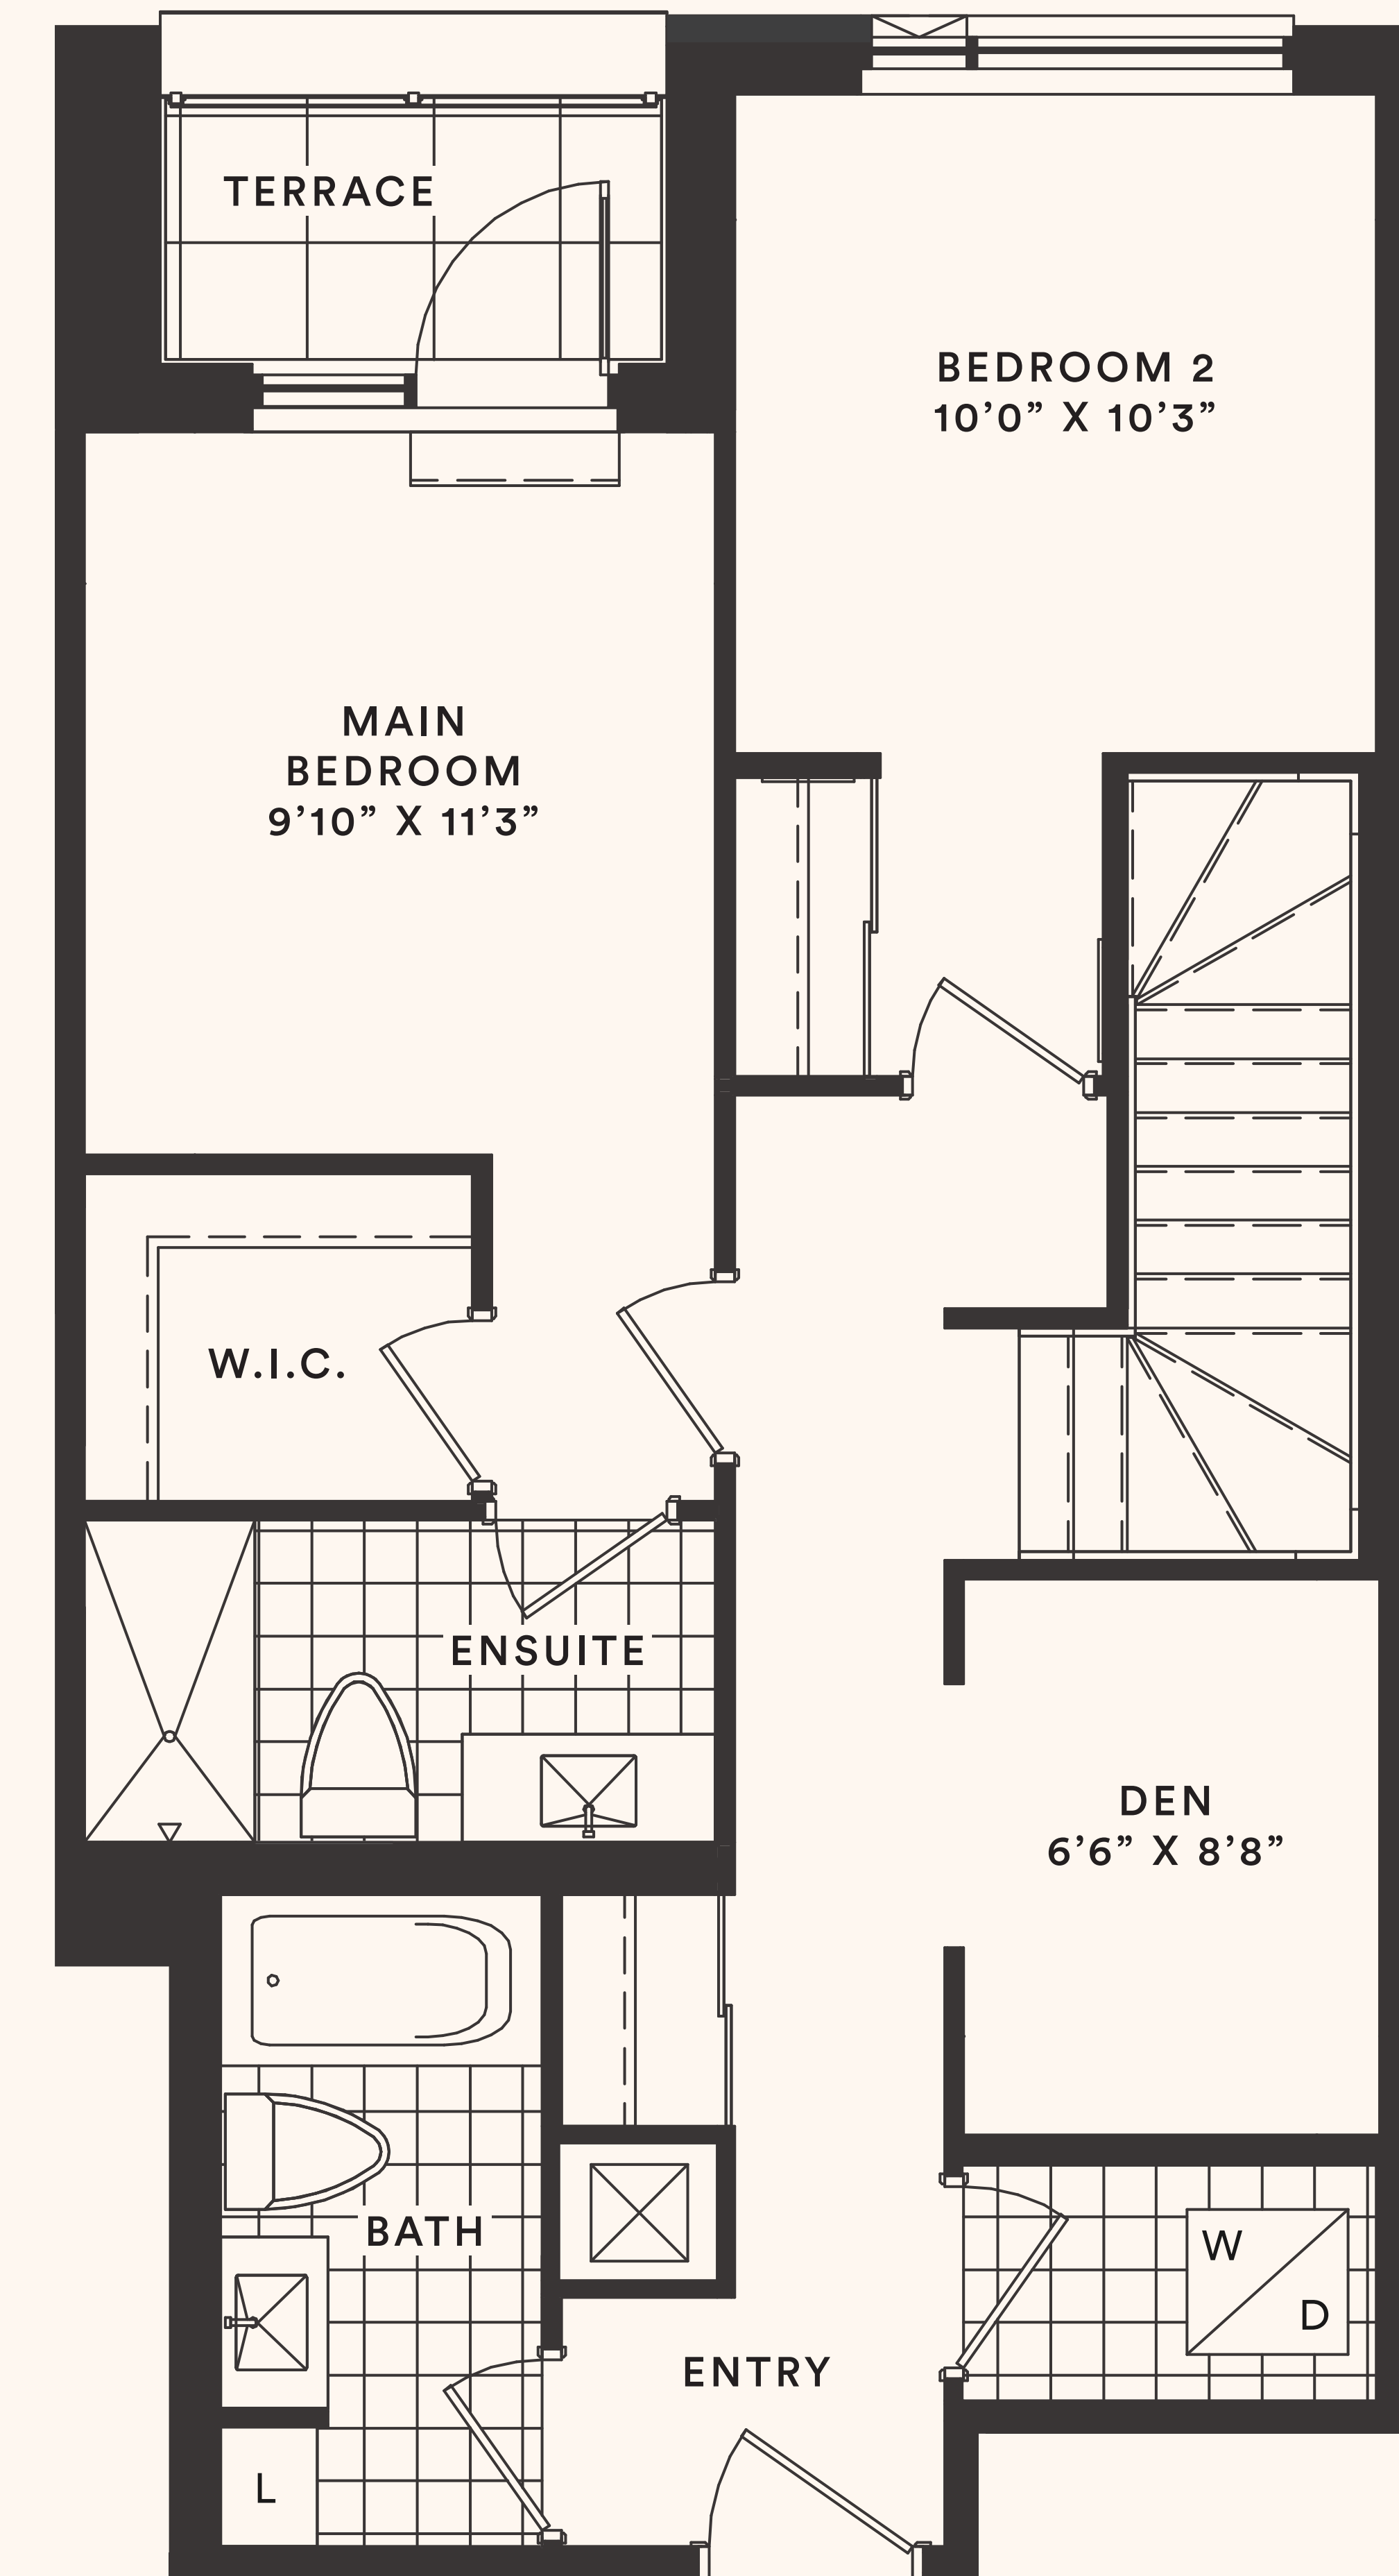 TERRACE
BEDROOM 2
10’0” X 10’3”
MAIN
BEDROOM
9’10” X 11’3”
W.I.C.
ENSUITE
DEN
6’6” X 8’8”
BATH
W
D
ENTRY
L